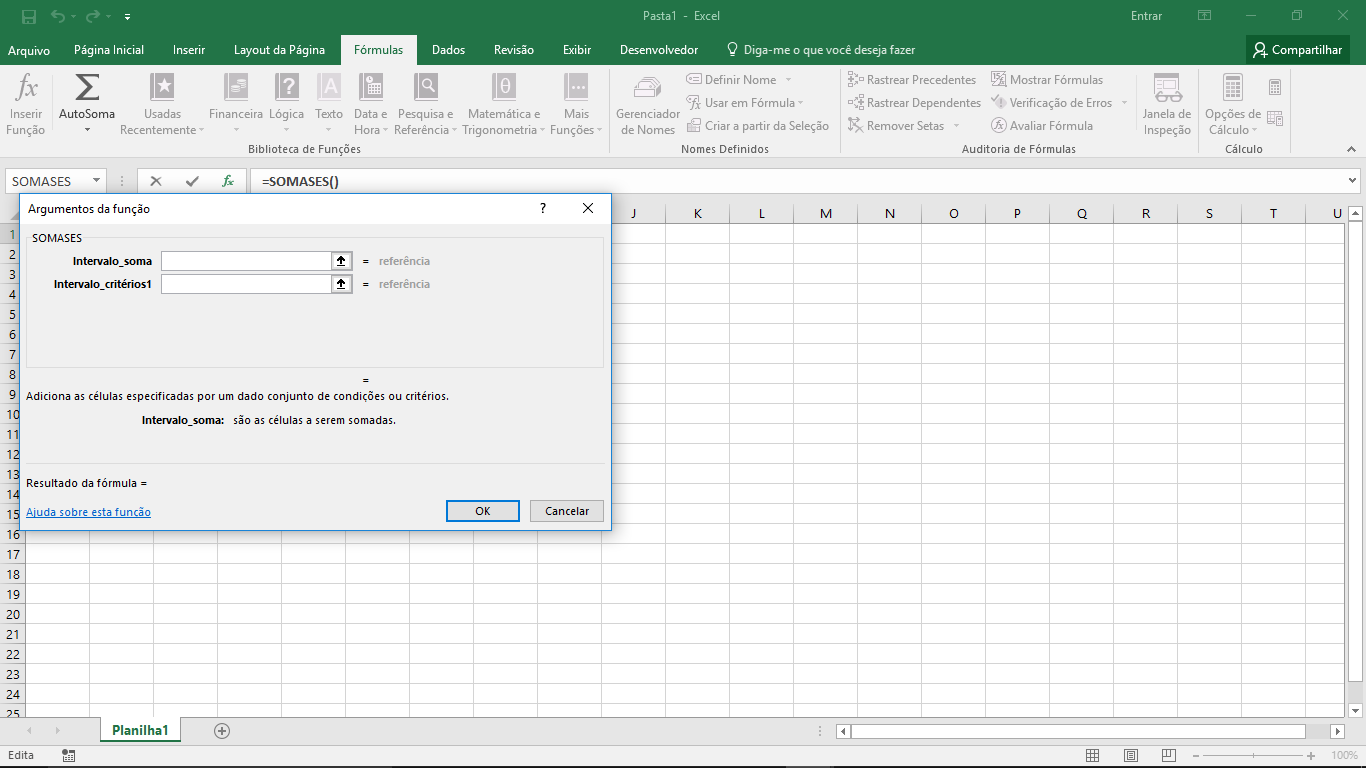 Pasta1 - Excel
Entrar
Arquivo Página Inicial Inserir Layout da Página Fórmulas Dados Revisão Exibir Desenvolvedor Diga-me o que você deseja fazer Compartilhar
Inserir Função
AutoSoma
Usadas Recentemente
Financeira
Lógica
Texto
Data e Hora
Pesquisa e Referência
Matemática e Trigonometria
Mais Funções
Biblioteca de Funções
Gerenciador de Nomes
Definir Nome
Usar em Fórmula
Criar a partir da Seleção
Nomes Definidos
Rastrear Precedentes
Rastrear Dependentes
Remover Setas
Mostrar Fórmulas
Verificação de Erros
Avaliar Fórmula
Auditoria de Fórmulas
Janela de Inspeção
Opções de Cálculo
Cálculo
SOMASES
fx
=SOMASES()
J K L M N O P Q R S T U
Argumentos da função
?
SOMASES
Intervalo_soma = referência
Intervalo_critérios1 = referência
=
Adiciona as células especificadas por um dado conjunto de condições ou critérios.
Intervalo_soma: são as células a serem somadas.
Resultado da fórmula =
Ajuda sobre esta função
OK
Cancelar
1
2
3
4
5
6
7
8
9
10
11
12
13
14
15
16
17
18
19
20
21
22
23
24
25
Planilha1
Edita
100%